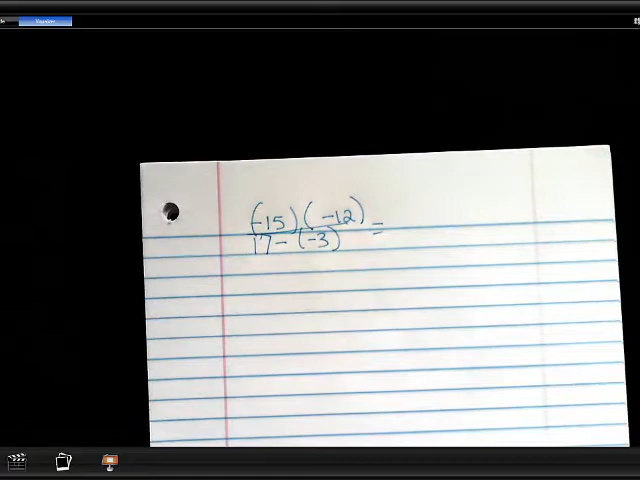 (-15)(-12) =
17-(-3)